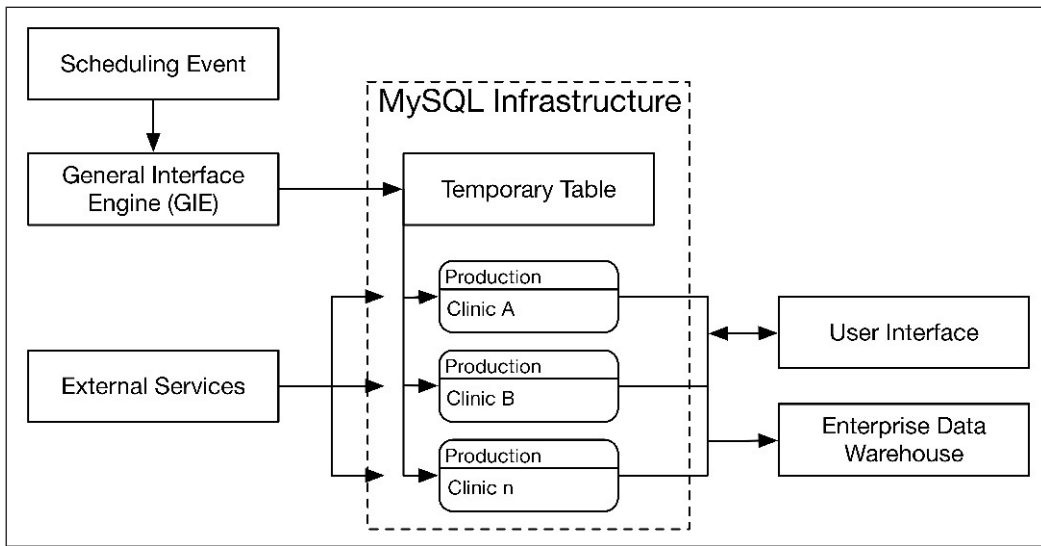 Scheduling Event
MySQL Infrastructure
General Interface
Engine (GIE)
Temporary Table
Production
Clinic A
User Interface
External Services
Production
Clinic B
Enterprise Data
Warehouse
Production
Clinic n